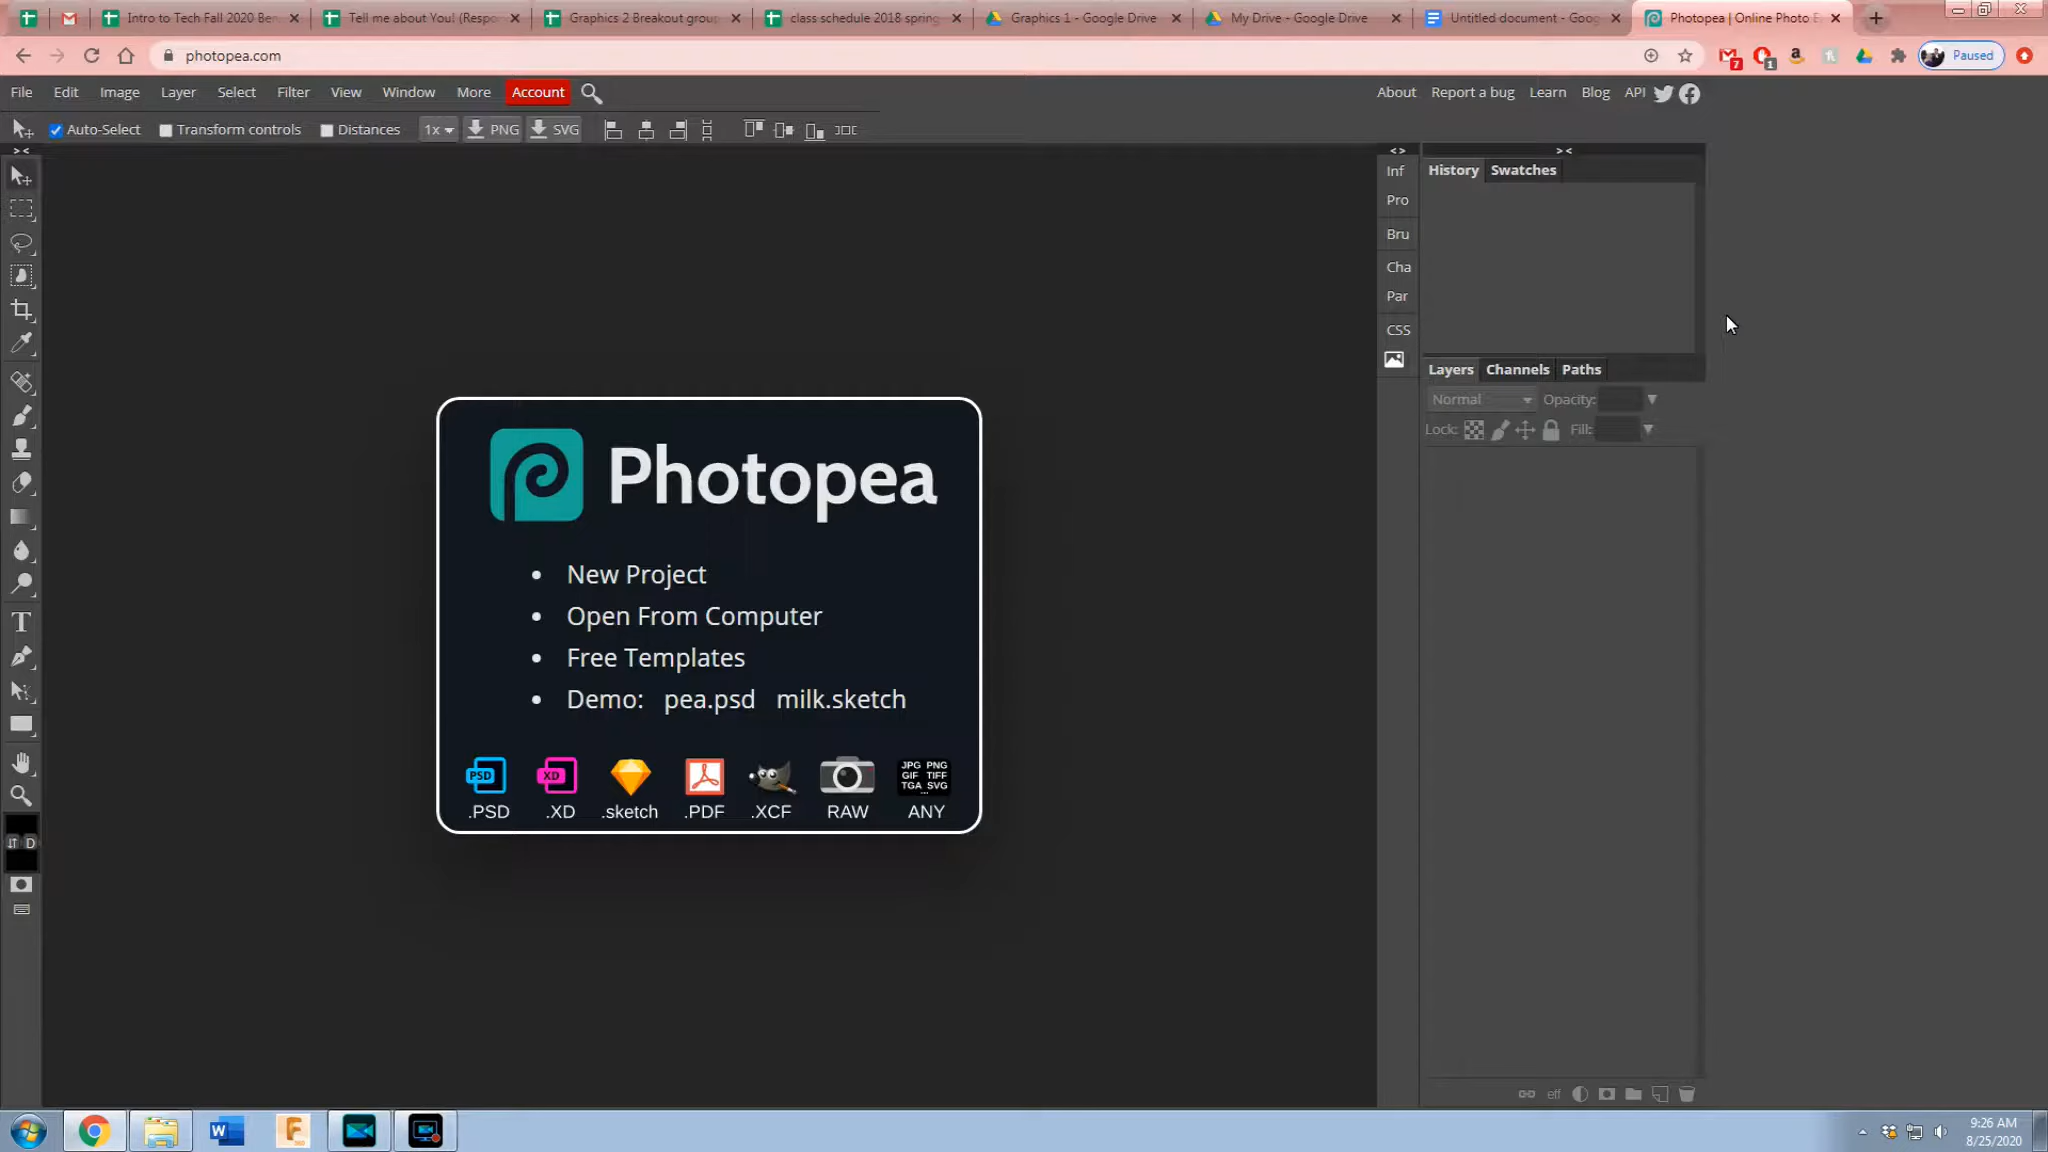 Intro to Tech Fall 2020 Ben
Tell me about You! (Respor
Graphics 2 Breakout group
class schedule 2018 spring
Graphics 1 - Google Drive
My Drive - Google Drive
Untitled document - Goog
Photopea | Online Photo E
photopea.com
7
1
Paused
File Edit Image Layer Select Filter View Window More Account
About Report a bug Learn Blog API
Auto-Select Transform controls Distances 1x PNG SVG
Inf
Pro
Bru
Cha
Par
CSS
History Swatches
Layers Channels Paths
Normal Opacity:
Lock: Fill:
Photopea
New Project
Open From Computer
Free Templates
Demo: pea.psd milk.sketch
PSD XD JPG PNG
GIF TIFF
TGA ... SVG
.PSD .XD .sketch .PDF .XCF RAW ANY
T
D
eff
9:26 AM
8/25/2020